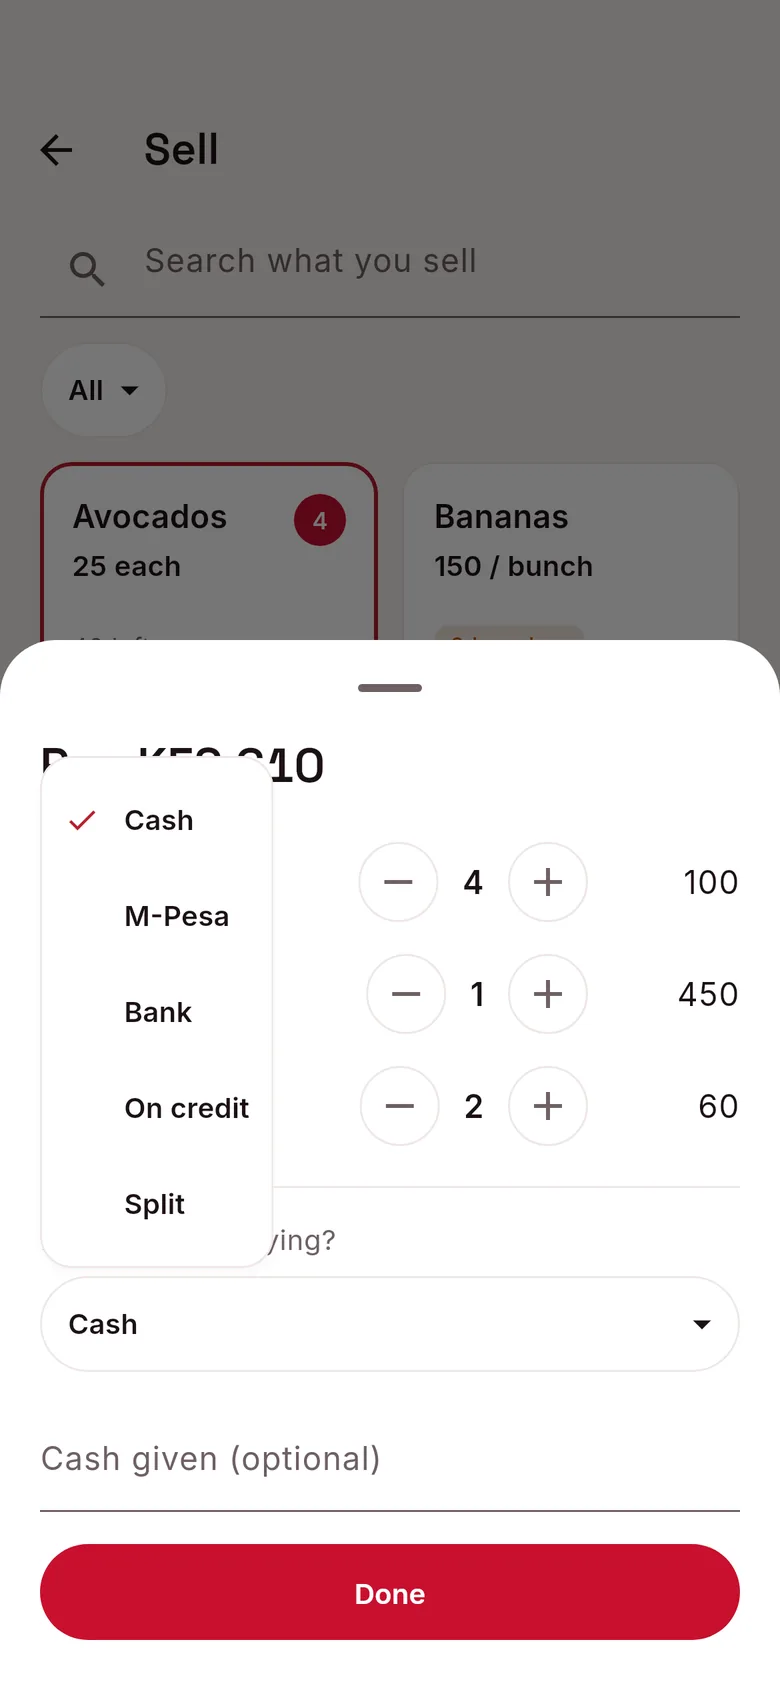 Sell
Search what you sell
All
Avocados
4
Bananas
25 each
150 / bunch
Cash
4
100
M-Pesa
1
450
Bank
On credit
2
60
Split
Cash
Cash given (optional)
Done